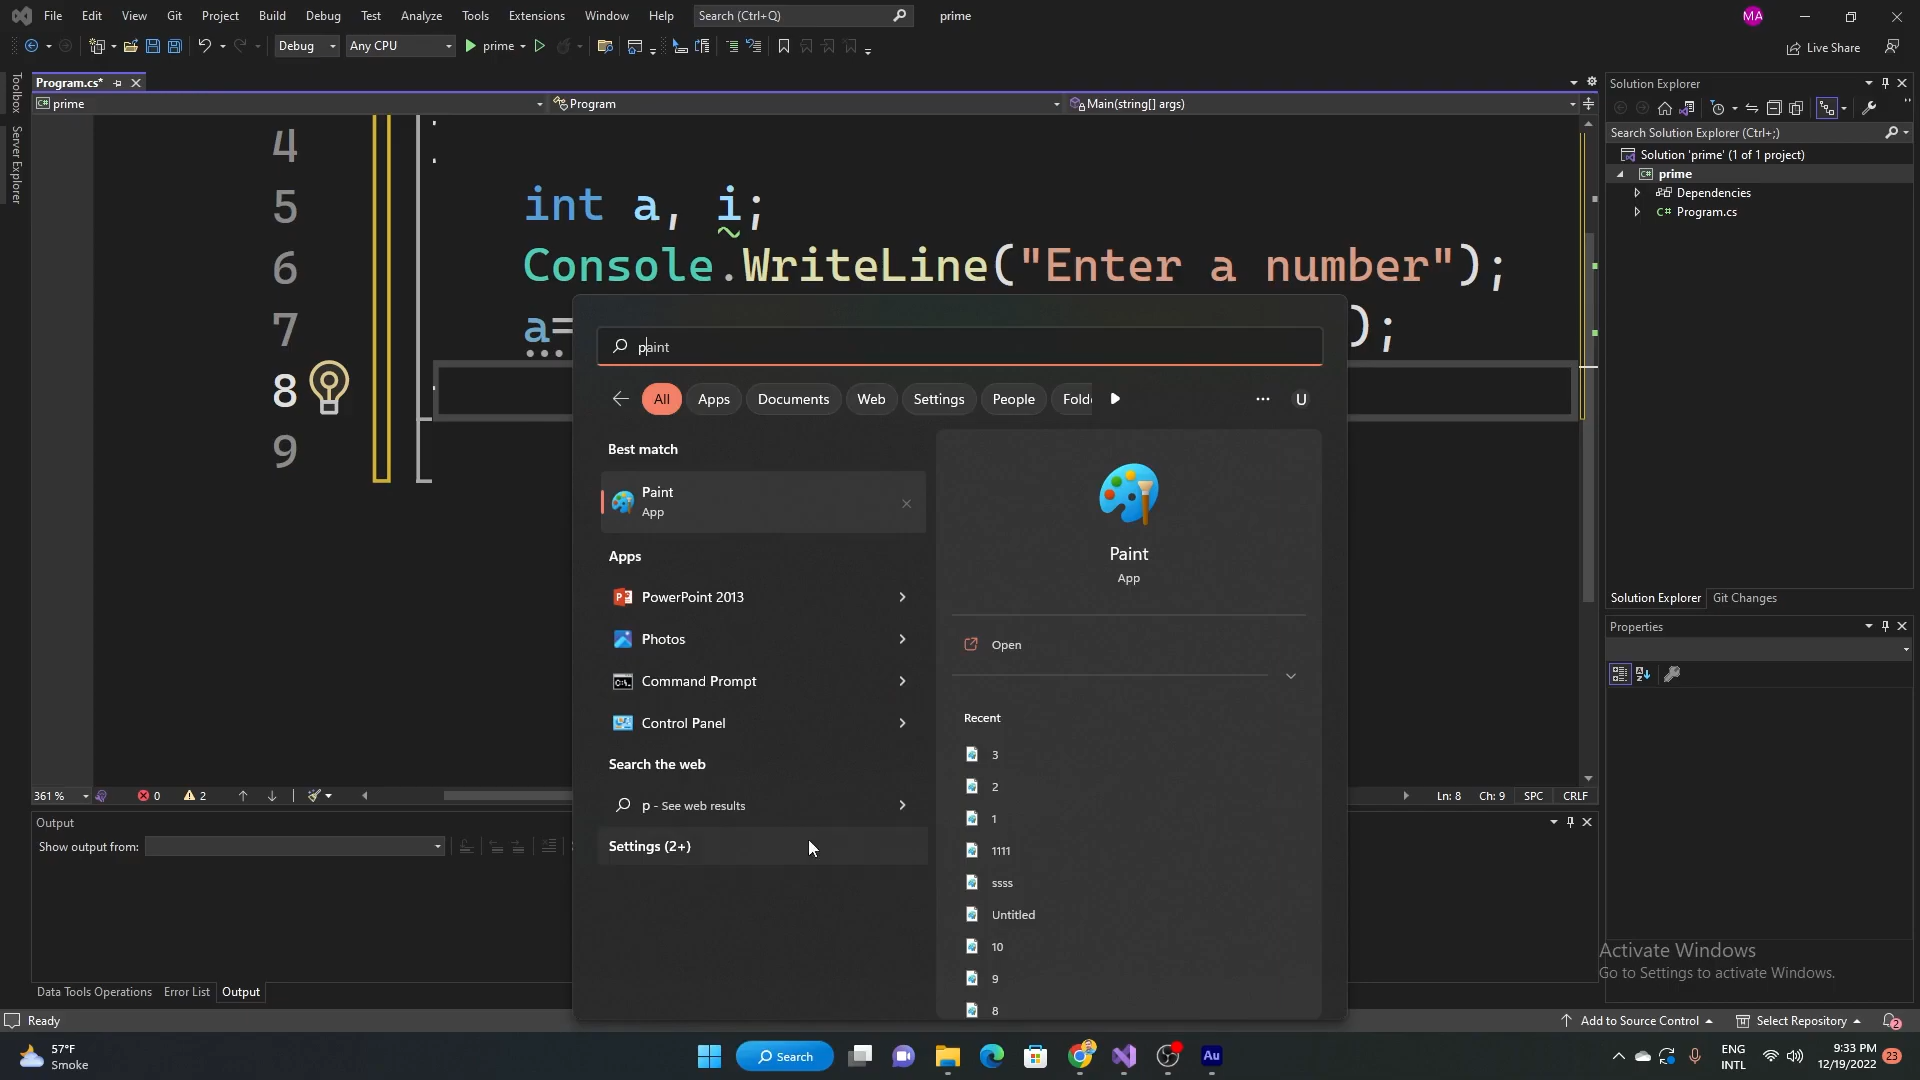 File Edit View Git Project Build Debug Test Analyze Tools Extensions Window Help Search (Ctrl+Q) prime MA
Debug Any CPU prime Live Share
Program.cs*
prime Program Main(string[] args)
Toolbox
Server Explorer
4
5 int a, i;
6 Console.WriteLine("Enter a number");
7 a= );
8
9
paint
All Apps Documents Web Settings People Fold U
Best match
Paint
App
Apps
PowerPoint 2013
Photos
Command Prompt
Control Panel
Search the web
p - See web results
Settings (2+)
Paint
App
Open
Recent
3
2
1
1111
ssss
Untitled
10
9
8
Solution Explorer
Search Solution Explorer (Ctrl+;)
Solution 'prime' (1 of 1 project)
C# prime
Dependencies
C# Program.cs
Solution Explorer Git Changes
Properties
361 % 0 2 Ln: 8 Ch: 9 SPC CRLF
Output
Show output from:
Data Tools Operations Error List Output
Activate Windows
Go to Settings to activate Windows.
Ready Add to Source Control Select Repository 2
57°F
Smoke
Search
Au
ENG
INTL
9:33 PM
12/19/2022
23